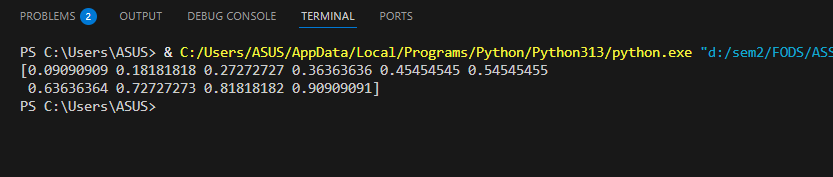 PROBLEMS 2 OUTPUT DEBUG CONSOLE TERMINAL PORTS
PS C:\Users\ASUS> & C:/Users/ASUS/AppData/Local/Programs/Python/Python313/python.exe "d:/sem2/FODS/ASS
[0.09090909 0.18181818 0.27272727 0.36363636 0.45454545 0.54545455
 0.63636364 0.72727273 0.81818182 0.90909091]
PS C:\Users\ASUS>